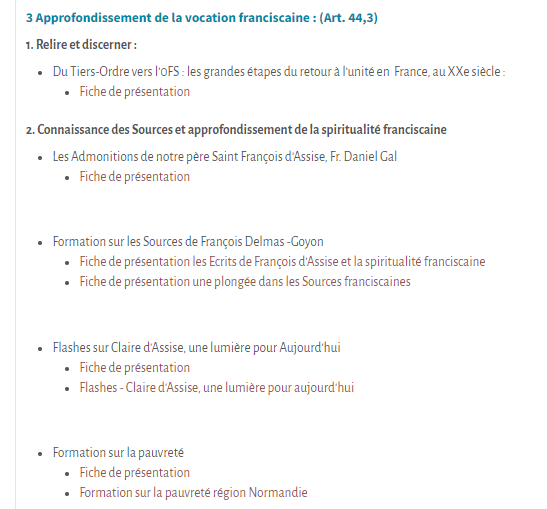 3 Approfondissement de la vocation franciscaine : (Art. 44,3)
1. Relire et discerner :
Du Tiers-Ordre vers l'OFS : les grandes étapes du retour à l'unité en France, au XXe siècle :
Fiche de présentation
2. Connaissance des Sources et approfondissement de la spiritualité franciscaine
Les Admonitions de notre père Saint François d'Assise, Fr. Daniel Gal
Fiche de présentation
Formation sur les Sources de François Delmas -Goyon
Fiche de présentation les Ecrits de François d'Assise et la spiritualité franciscaine
Fiche de présentation une plongée dans les Sources franciscaines
Flashes sur Claire d'Assise, une lumière pour Aujourd'hui
Fiche de présentation
Flashes - Claire d'Assise, une lumière pour aujourd'hui
Formation sur la pauvreté
Fiche de présentation
Formation sur la pauvreté région Normandie